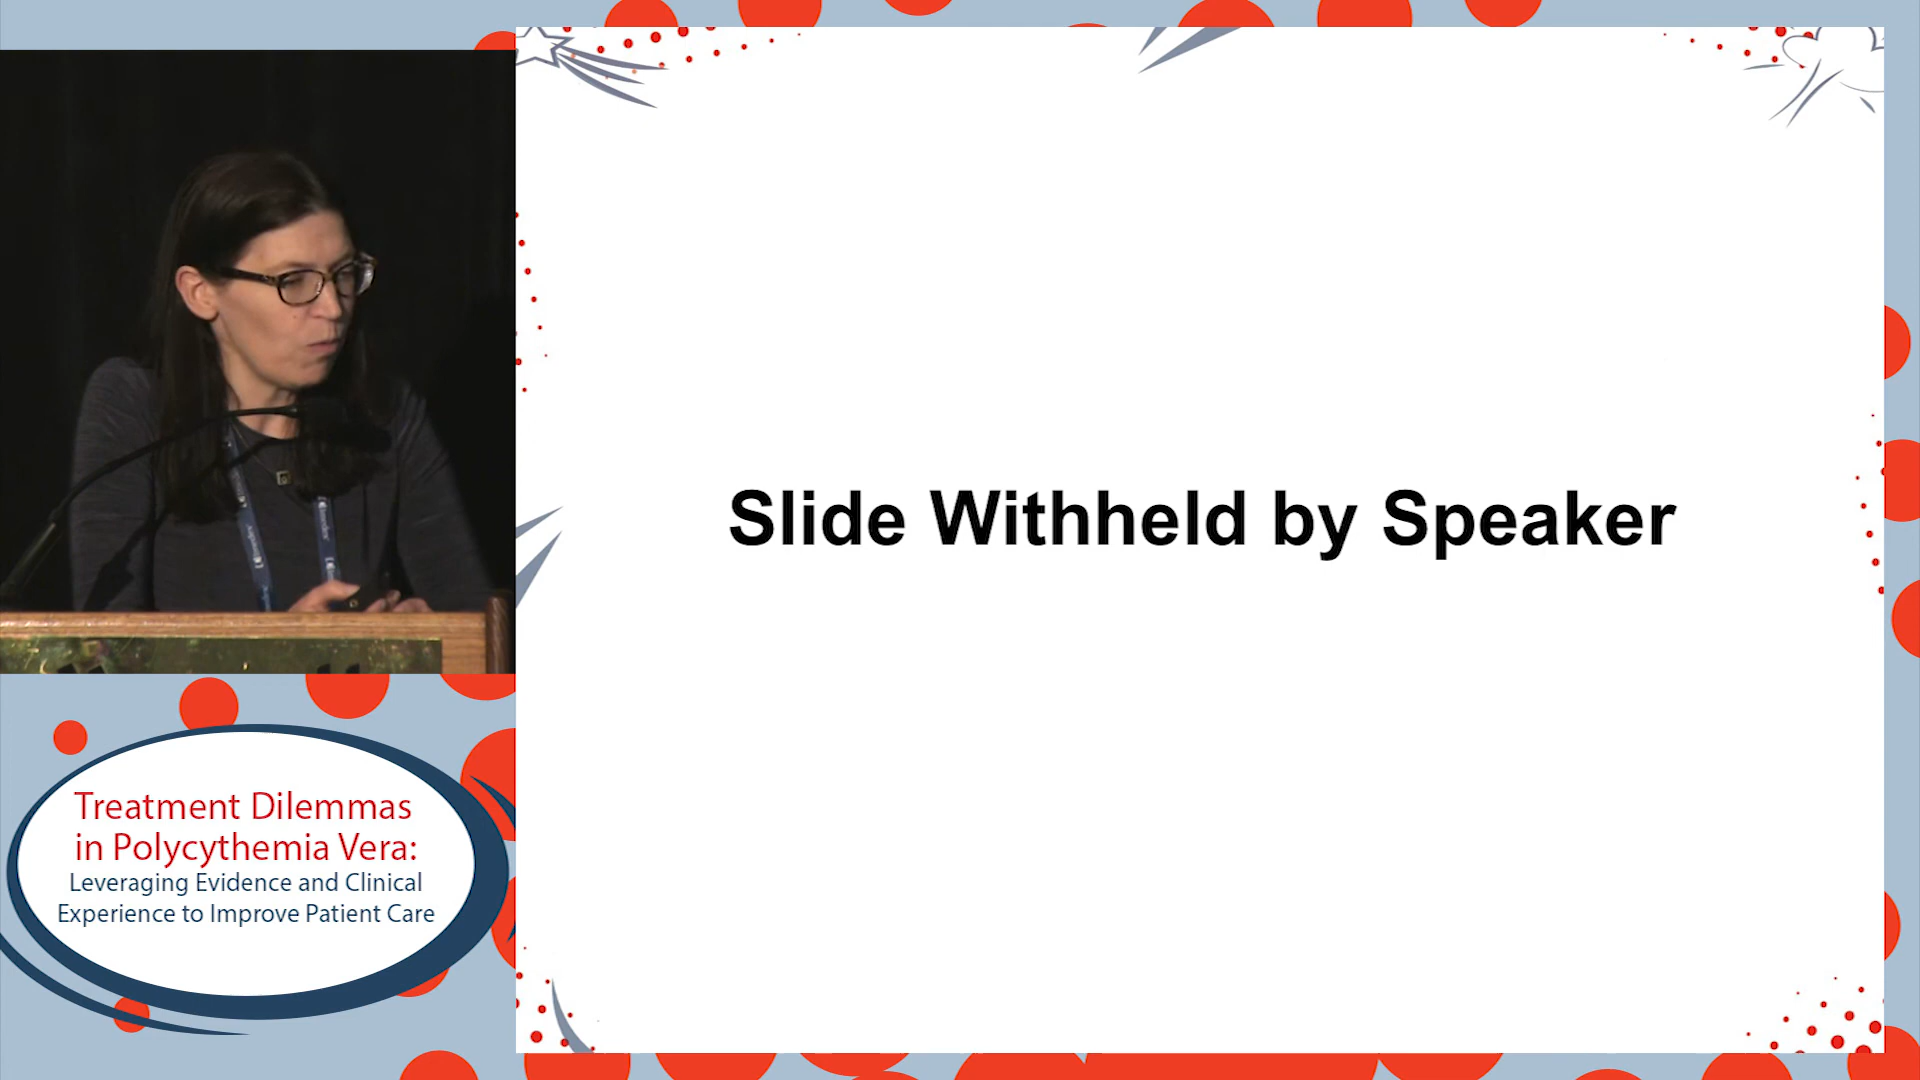 Slide Withheld by Speaker
Treatment Dilemmas
in Polycythemia Vera:
Leveraging Evidence and Clinical
Experience to Improve Patient Care